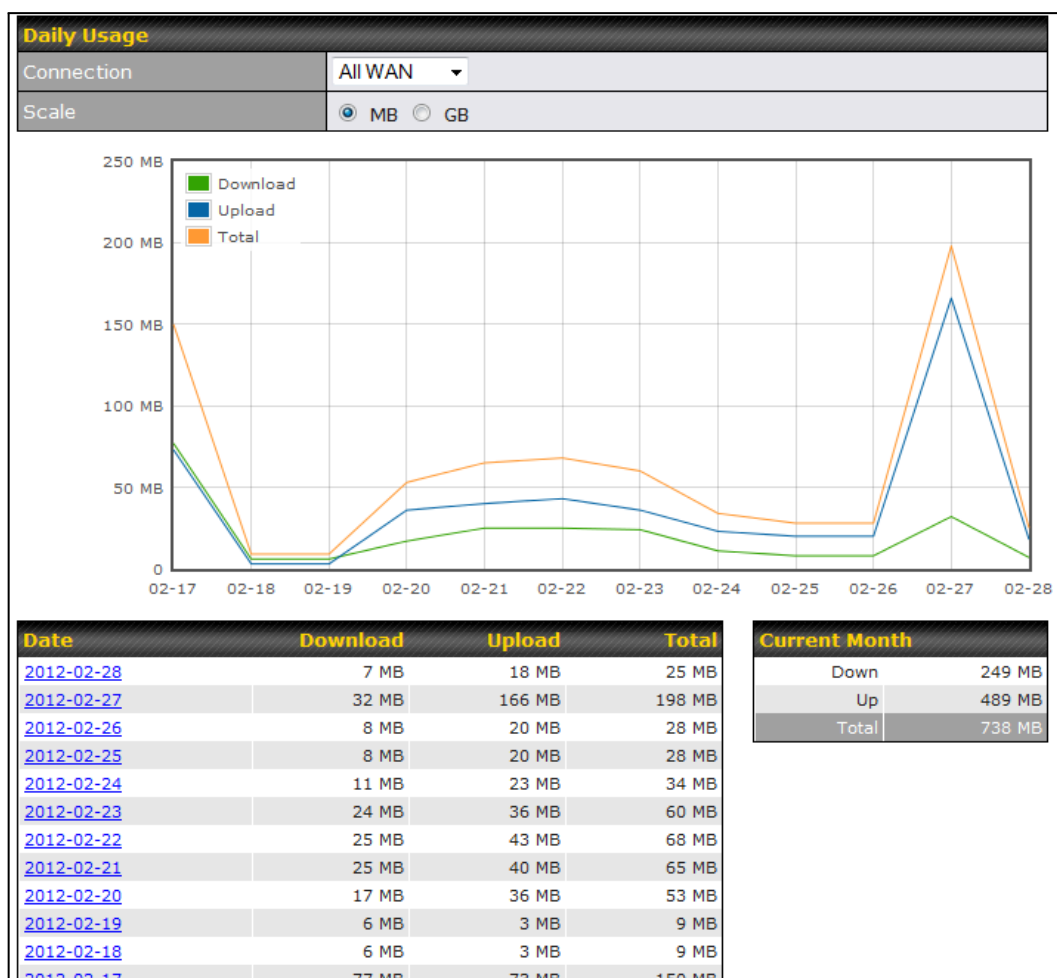 Daily Usage
Connection All WAN
Scale MB GB
250 MB
200 MB
150 MB
100 MB
50 MB
0
Download
Upload
Total
02-17 02-18 02-19 02-20 02-21 02-22 02-23 02-24 02-25 02-26 02-27 02-28
Date Download Upload Total
2012-02-28 7 MB 18 MB 25 MB
2012-02-27 32 MB 166 MB 198 MB
2012-02-26 8 MB 20 MB 28 MB
2012-02-25 8 MB 20 MB 28 MB
2012-02-24 11 MB 23 MB 34 MB
2012-02-23 24 MB 36 MB 60 MB
2012-02-22 25 MB 43 MB 68 MB
2012-02-21 25 MB 40 MB 65 MB
2012-02-20 17 MB 36 MB 53 MB
2012-02-19 6 MB 3 MB 9 MB
2012-02-18 6 MB 3 MB 9 MB
2012-02-17 77 MB MB MB
Current Month
Down 249 MB
Up 489 MB
Total 738 MB